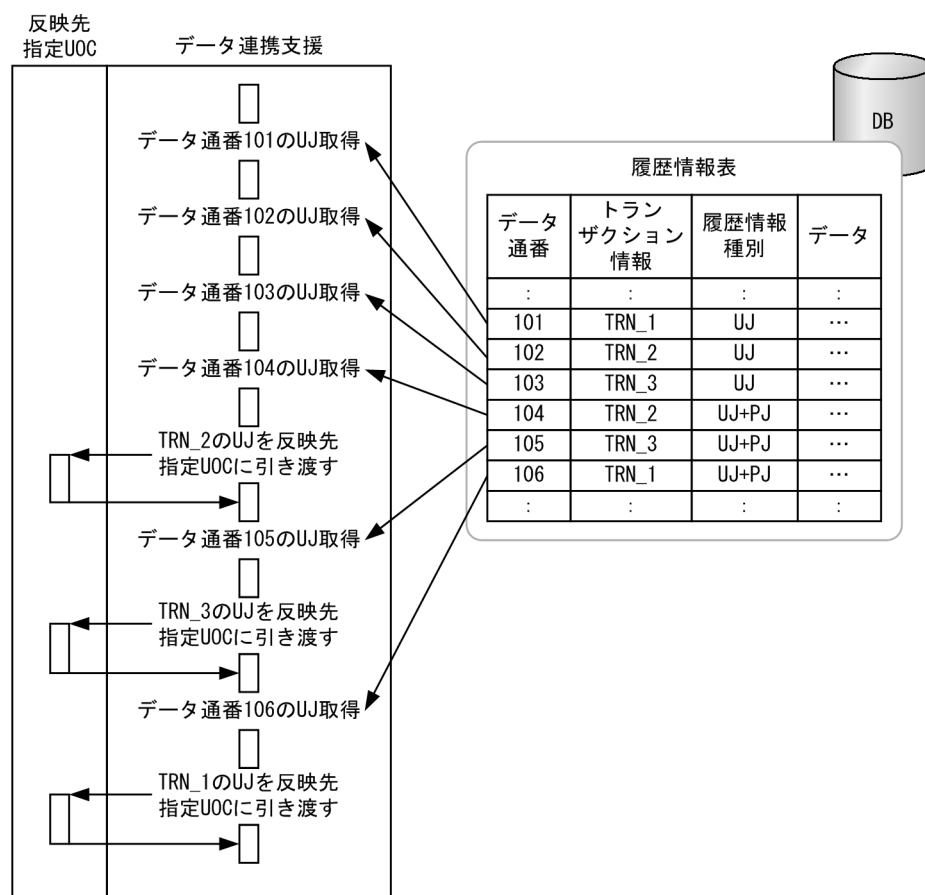 反映先
指定UOC
データ連携支援
データ通番101のUJ取得
データ通番102のUJ取得
データ通番103のUJ取得
データ通番104のUJ取得
TRN_2のUJを反映先
指定UOCに引き渡す
データ通番105のUJ取得
TRN_3のUJを反映先
指定UOCに引き渡す
データ通番106のUJ取得
TRN_1のUJを反映先
指定UOCに引き渡す
DB
履歴情報表
データ
通番
トラン
ザクション
情報
履歴情報
種別
データ
: : : :
101 TRN_1 UJ …
102 TRN_2 UJ …
103 TRN_3 UJ …
104 TRN_2 UJ+PJ …
105 TRN_3 UJ+PJ …
106 TRN_1 UJ+PJ …
: : : :